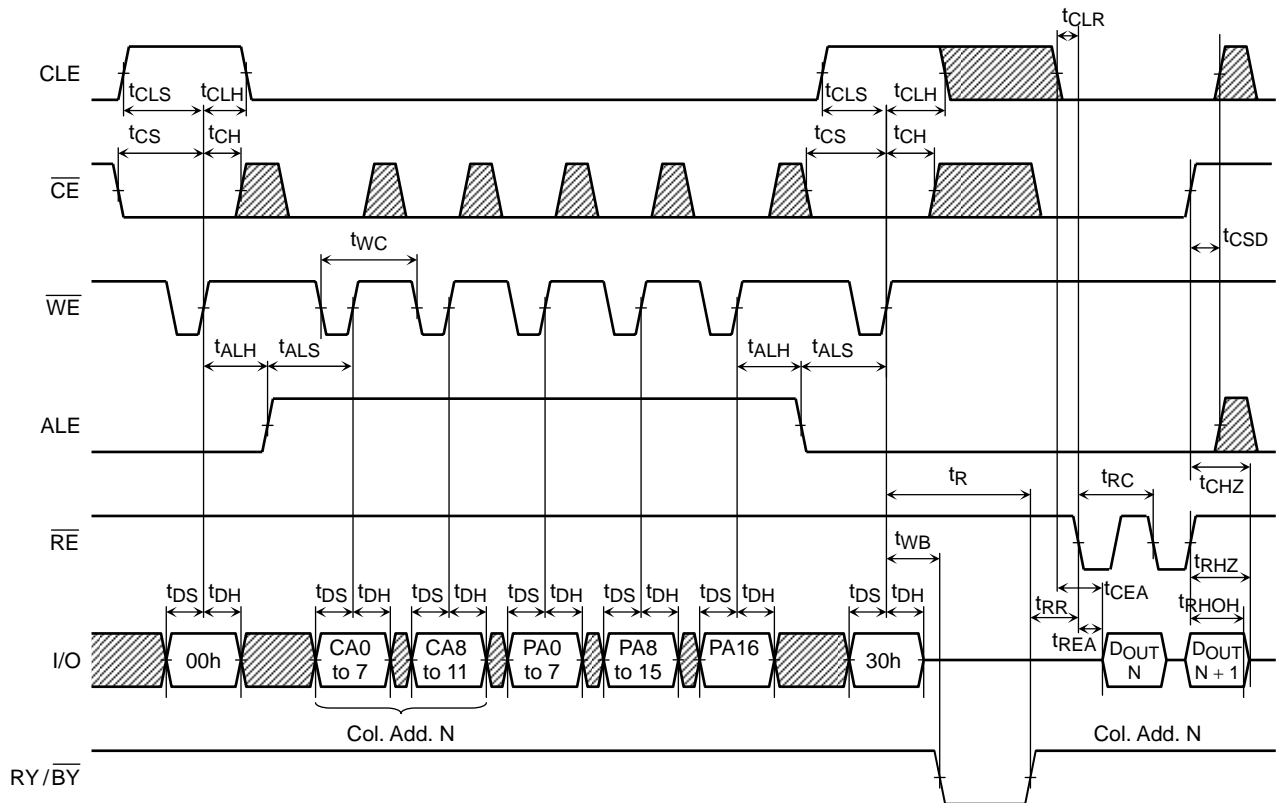 tCLR
CLE
tCLS tCLH tCLS tCLH
tCS tCH tCS tCH
CE
tCSD
tWC
WE
tALH tALS tALH tALS
ALE
tR tRC tCHZ
RE
tWB
tRHZ
tDS tDH tDS tDH tDS tDH tDS tDH tDS tDH tDS tDH tDS tDH tCEA
tRR tRHOH
tREA
I/O 00h CA0 to 7 CA8 to 11 PA0 to 7 PA8 to 15 PA16 30h DOUT N DOUT N + 1
Col. Add. N Col. Add. N
RY/BY